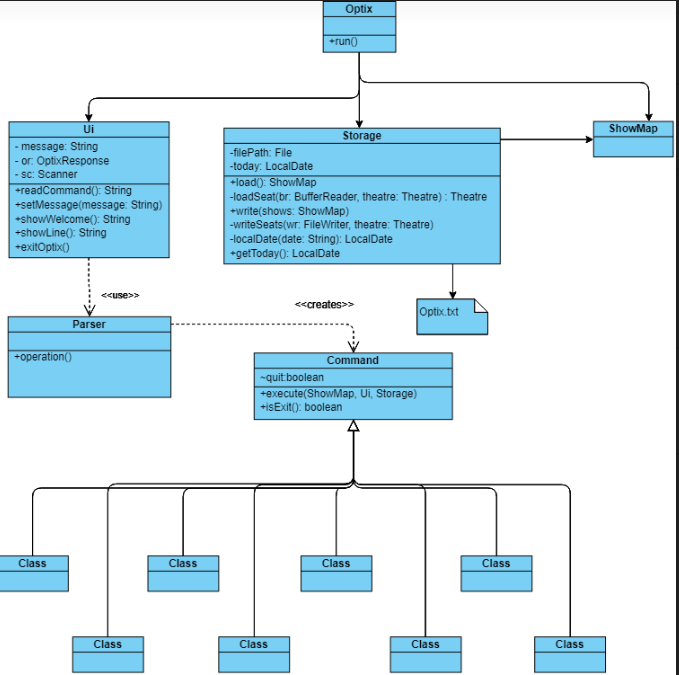 Optix
+run()
Ui
- message: String
- or: OptixResponse
- sc: Scanner
+readCommand(): String
+setMessage(message: String)
+showWelcome(): String
+showLine(): String
+exitOptix()
Storage
-filePath: File
-today: LocalDate
+load(): ShowMap
-loadSeat(br: BufferReader, theatre: Theatre) : Theatre
+write(shows: ShowMap)
-writeSeats(wr: FileWriter, theatre: Theatre)
-localDate(date: String): LocalDate
+getToday(): LocalDate
ShowMap
<<use>>
<<creates>>
Optix.txt
Parser
+operation()
Command
~quit:boolean
+execute(ShowMap, Ui, Storage)
+isExit(): boolean
Class
Class
Class
Class
Class
Class
Class
Class